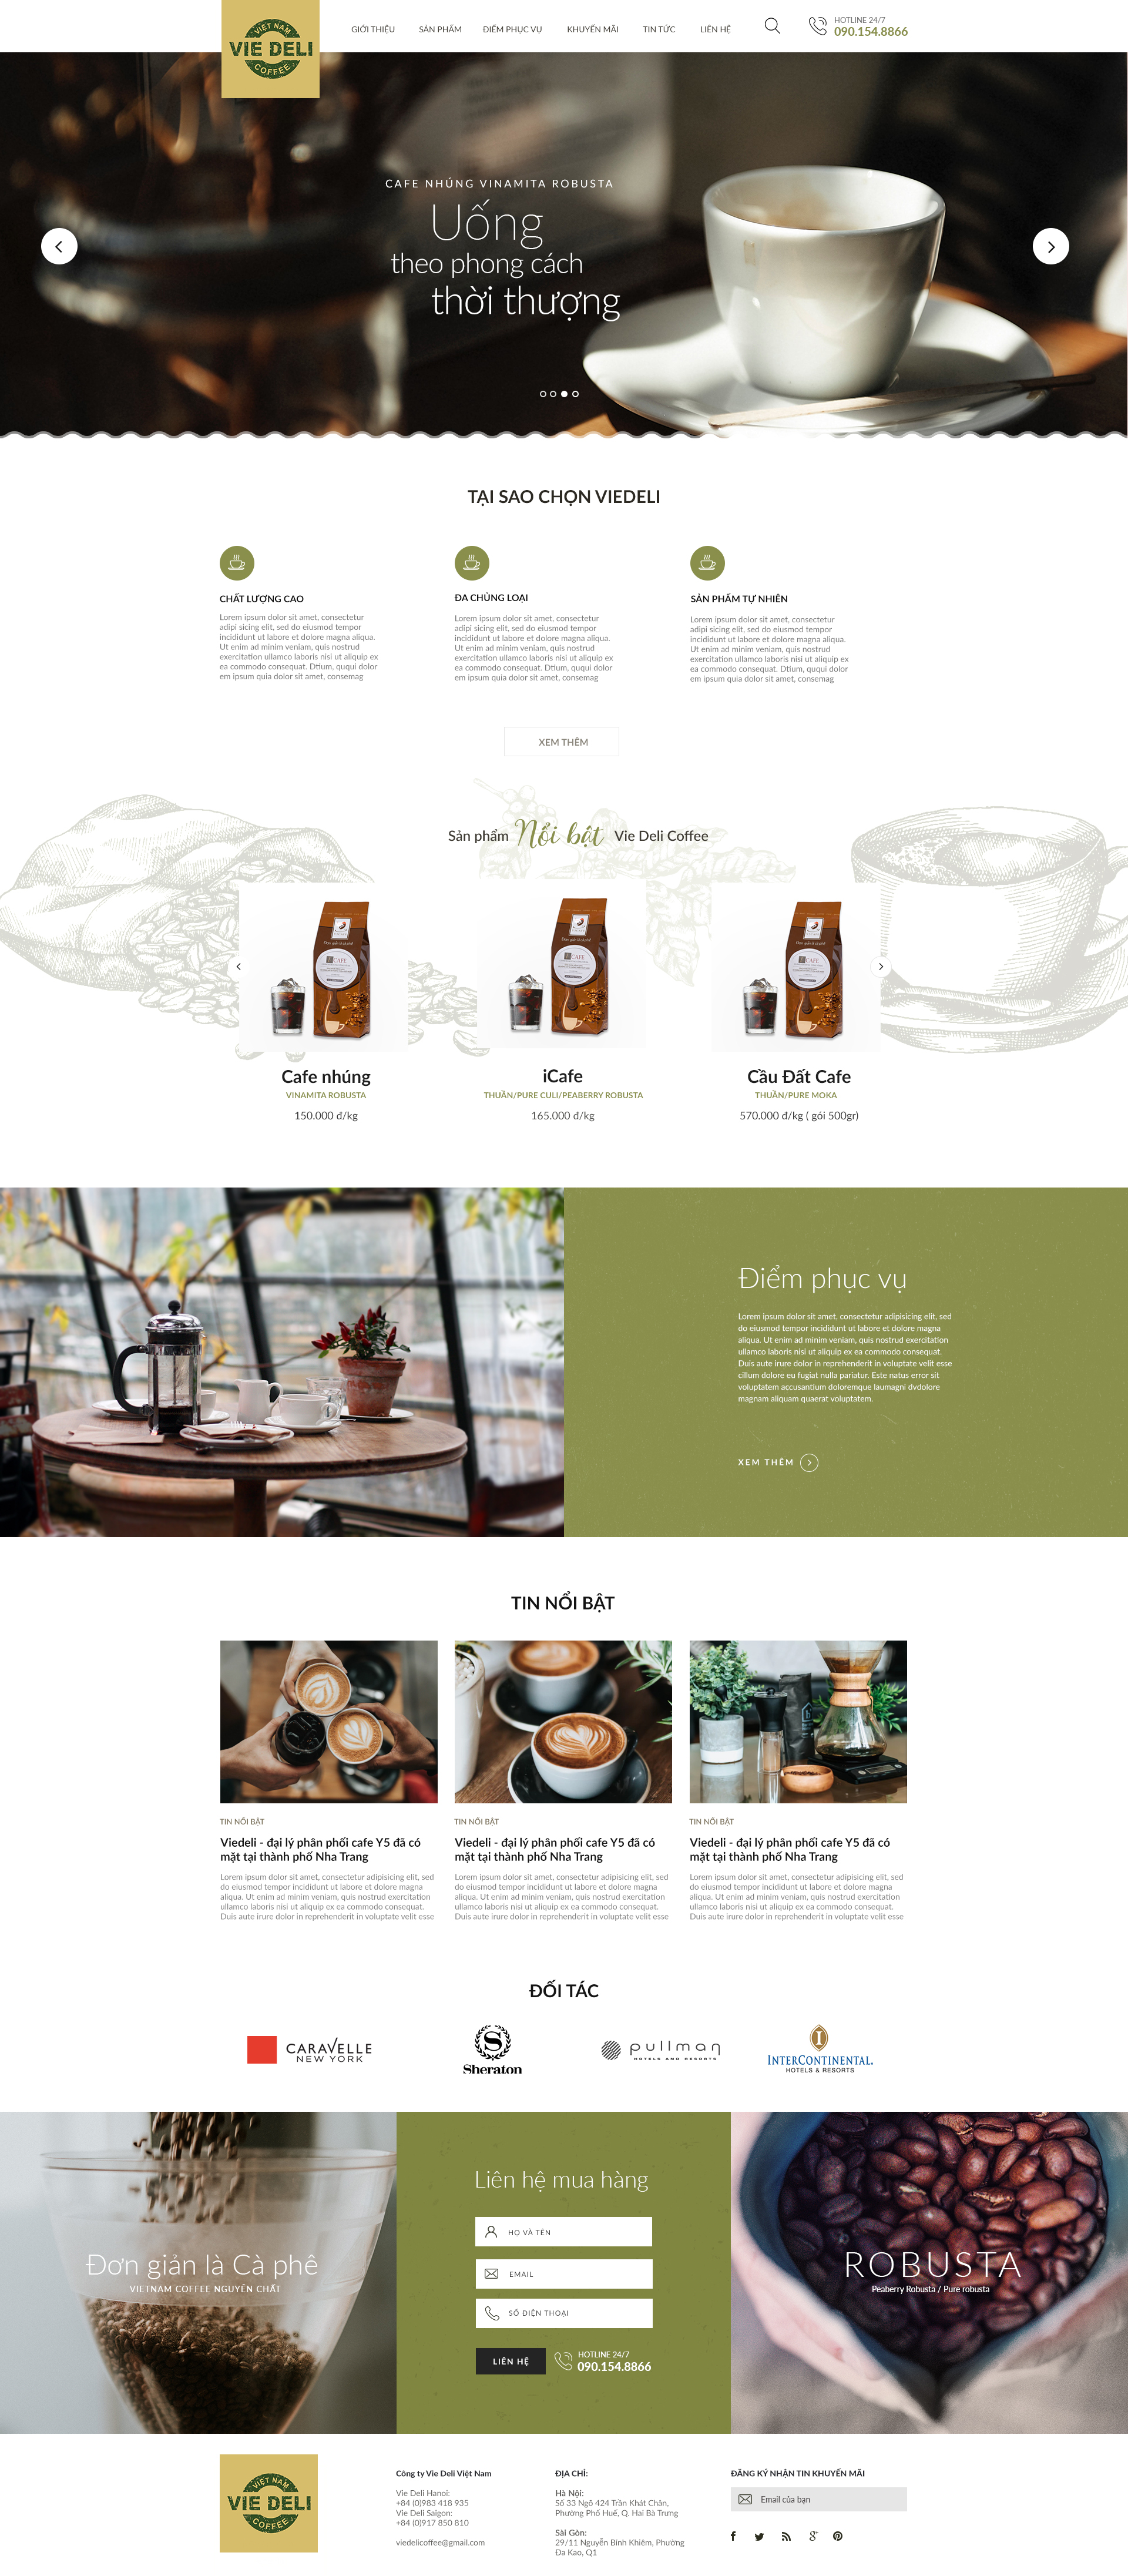 VIỆT NAM
VIE DELI
COFFEE
GIỚI THIỆU
SẢN PHẨM
DIỂM PHỤC VỤ
KHUYẾN MÃI
TIN TỨC
LIÊN HỆ
HOTLINE 24/7
090.154.8866
CAFE NHÚNG VINAMITA ROBUSTA
Uống
theo phong cách
thời thượng
TẠI SAO CHỌN VIEDELI
CHẤT LƯỢNG CAO
Lorem ipsum dolor sit amet, consectetur
adipi sicing elit, sed do eiusmod tempor
incididunt ut labore et dolore magna aliqua.
Ut enim ad minim veniam, quis nostrud
exercitation ullamco laboris nisi ut aliquip ex
ea commodo consequat. Dtium, ququi dolor
em ipsum quia dolor sit amet, consemag
ĐA CHỦNG LOẠI
Lorem ipsum dolor sit amet, consectetur
adipi sicing elit, sed do eiusmod tempor
incididunt ut labore et dolore magna aliqua.
Ut enim ad minim veniam, quis nostrud
exercitation ullamco laboris nisi ut aliquip ex
ea commodo consequat. Dtium, ququi dolor
em ipsum quia dolor sit amet, consemag
SẢN PHẨM TỰ NHIÊN
Lorem ipsum dolor sit amet, consectetur
adipi sicing elit, sed do eiusmod tempor
incididunt ut labore et dolore magna aliqua.
Ut enim ad minim veniam, quis nostrud
exercitation ullamco laboris nisi ut aliquip ex
ea commodo consequat. Dtium, ququi dolor
em ipsum quia dolor sit amet, consemag
XEM THÊM
Sản phẩm Nổi bật Vie Deli Coffee
CAFE
CAFE
CAFE
Cafe nhúng
VINAMITA ROBUSTA
150.000 đ/kg
iCafe
THUẦN/PURE CULI/PEABERRY ROBUSTA
165.000 đ/kg
Cầu Đất Cafe
THUẦN/PURE MOKA
570.000 đ/kg ( gói 500gr)
Điểm phục vụ
Lorem ipsum dolor sit amet, consectetur adipisicing elit, sed
do eiusmod tempor incididunt ut labore et dolore magna
aliqua. Ut enim ad minim veniam, quis nostrud exercitation
ullamco laboris nisi ut aliquip ex ea commodo consequat.
Duis aute irure dolor in reprehenderit in voluptate velit esse
cillum dolore eu fugiat nulla pariatur. Este natus error sit
voluptatem accusantium doloremque laumagni dvdolore
magnam aliquam quaerat voluptatem.
XEM THÊM
TIN NỔI BẬT
TIN NỔI BẬT
Viedeli - đại lý phân phối cafe Y5 đã có
mặt tại thành phố Nha Trang
Lorem ipsum dolor sit amet, consectetur adipisicing elit, sed
do eiusmod tempor incididunt ut labore et dolore magna
aliqua. Ut enim ad minim veniam, quis nostrud exercitation
ullamco laboris nisi ut aliquip ex ea commodo consequat.
Duis aute irure dolor in reprehenderit in voluptate velit esse
TIN NỔI BẬT
Viedeli - đại lý phân phối cafe Y5 đã có
mặt tại thành phố Nha Trang
Lorem ipsum dolor sit amet, consectetur adipisicing elit, sed
do eiusmod tempor incididunt ut labore et dolore magna
aliqua. Ut enim ad minim veniam, quis nostrud exercitation
ullamco laboris nisi ut aliquip ex ea commodo consequat.
Duis aute irure dolor in reprehenderit in voluptate velit esse
TIN NỔI BẬT
Viedeli - đại lý phân phối cafe Y5 đã có
mặt tại thành phố Nha Trang
Lorem ipsum dolor sit amet, consectetur adipisicing elit, sed
do eiusmod tempor incididunt ut labore et dolore magna
aliqua. Ut enim ad minim veniam, quis nostrud exercitation
ullamco laboris nisi ut aliquip ex ea commodo consequat.
Duis aute irure dolor in reprehenderit in voluptate velit esse
ĐỐI TÁC
CARAVELLE
NEW YORK
S
Sheraton
pullman
HOTELS AND RESORTS
I
INTERCONTINENTAL.
HOTELS & RESORTS
Đơn giản là Cà phê
VIETNAM COFFEE NGUYÊN CHẤT
Liên hệ mua hàng
HỌ VÀ TÊN
EMAIL
SỐ ĐIỆN THOẠI
LIÊN HỆ
HOTLINE 24/7
090.154.8866
ROBUSTA
Peaberry Robusta / Pure robusta
VIỆT NAM
VIE DELI
COFFEE
Công ty Vie Deli Việt Nam
Vie Deli Hanoi:
+84 (0)983 418 935
Vie Deli Saigon:
+84 (0)917 850 810
viedelicoffee@gmail.com
ĐỊA CHỈ:
Hà Nội:
Số 33 Ngõ 424 Trần Khát Chân,
Phường Phố Huế, Q. Hai Bà Trưng
Sài Gòn:
29/11 Nguyễn Bỉnh Khiêm, Phường
Đa Kao, Q1
ĐĂNG KÝ NHẬN TIN KHUYẾN MÃI
Email của bạn